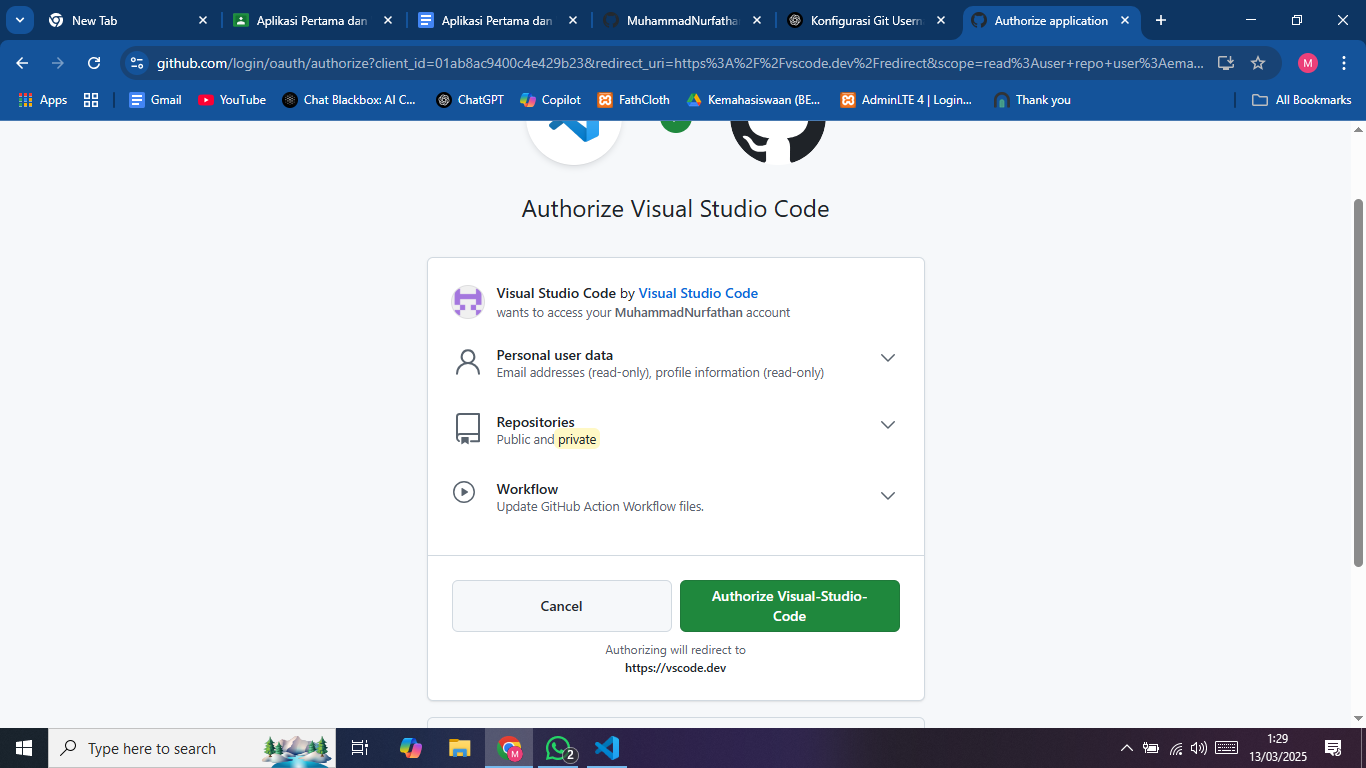 New Tab
Aplikasi Pertama dan
Aplikasi Pertama dan
MuhammadNurfathan
Konfigurasi Git Usern
Authorize application
github.com/login/oauth/authorize?client_id=01ab8ac9400c4e429b23&redirect_uri=https%3A%2F%2Fvscode.dev%2Fredirect&scope=read%3Auser+repo+user%3Aema...
M
Apps
Gmail
YouTube
Chat Blackbox: AI C...
ChatGPT
Copilot
FathCloth
Kemahasiswaan (BE...
AdminLTE 4 | Login...
Thank you
All Bookmarks
Authorize Visual Studio Code
Visual Studio Code by Visual Studio Code
wants to access your MuhammadNurfathan account
Personal user data
Email addresses (read-only), profile information (read-only)
Repositories
Public and private
Workflow
Update GitHub Action Workflow files.
Cancel
Authorize Visual-Studio-
Code
Authorizing will redirect to
https://vscode.dev
Type here to search
M
2
1:29
13/03/2025